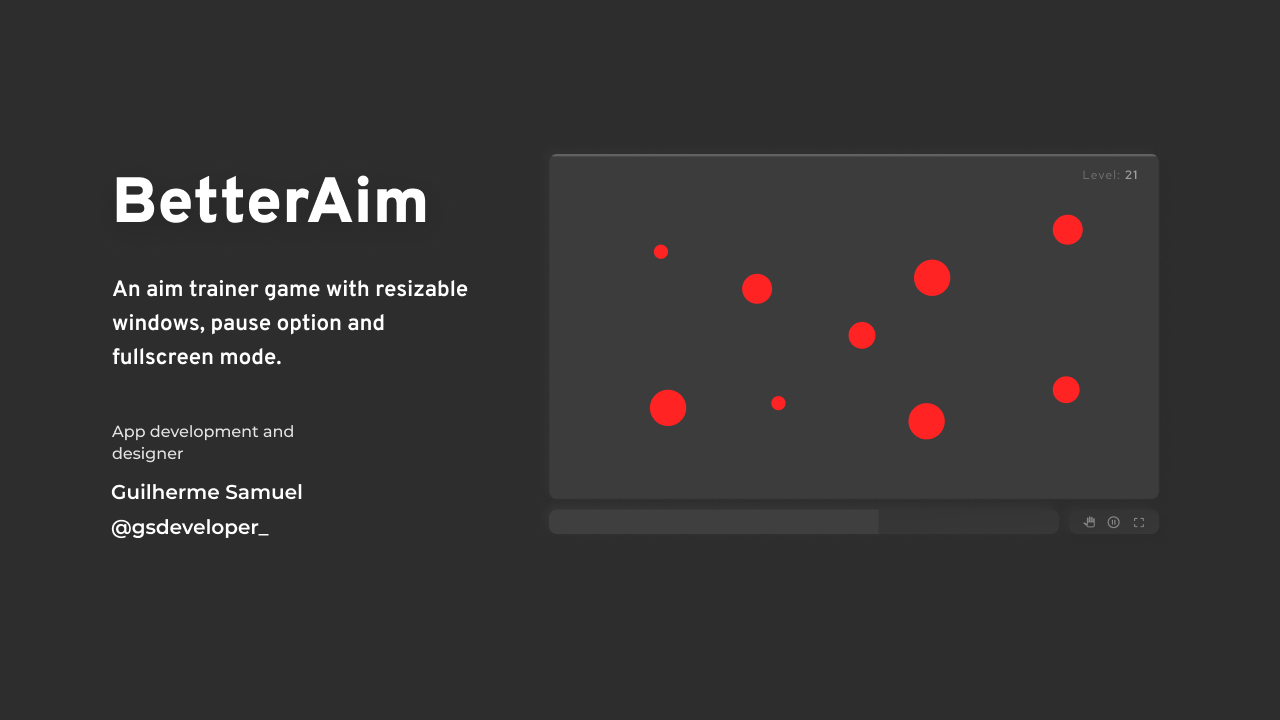 BetterAim
An aim trainer game with resizable
windows, pause option and
fullscreen mode.
App development and
designer
Guilherme Samuel
@gsdeveloper_
Level: 21